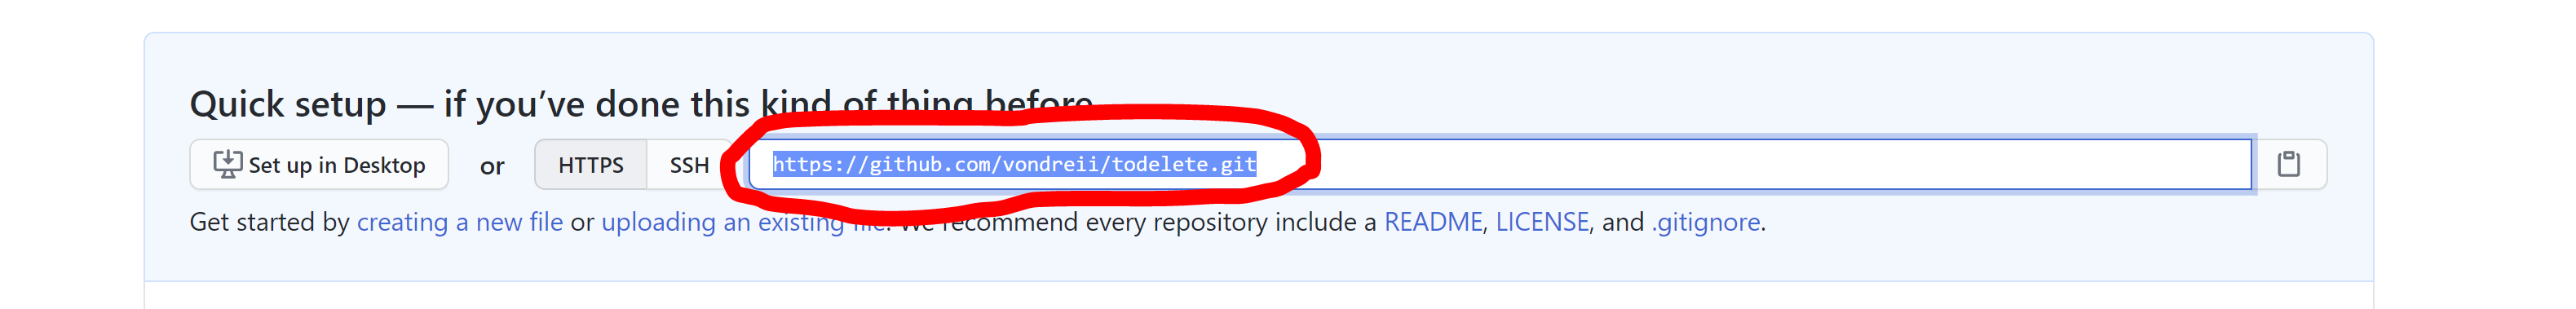 Quick setup — if you’ve done this kind of thing before
Set up in Desktop or HTTPS SSH https://github.com/vondreii/todelete.git
Get started by creating a new file or uploading an existing file. We recommend every repository include a README, LICENSE, and .gitignore.